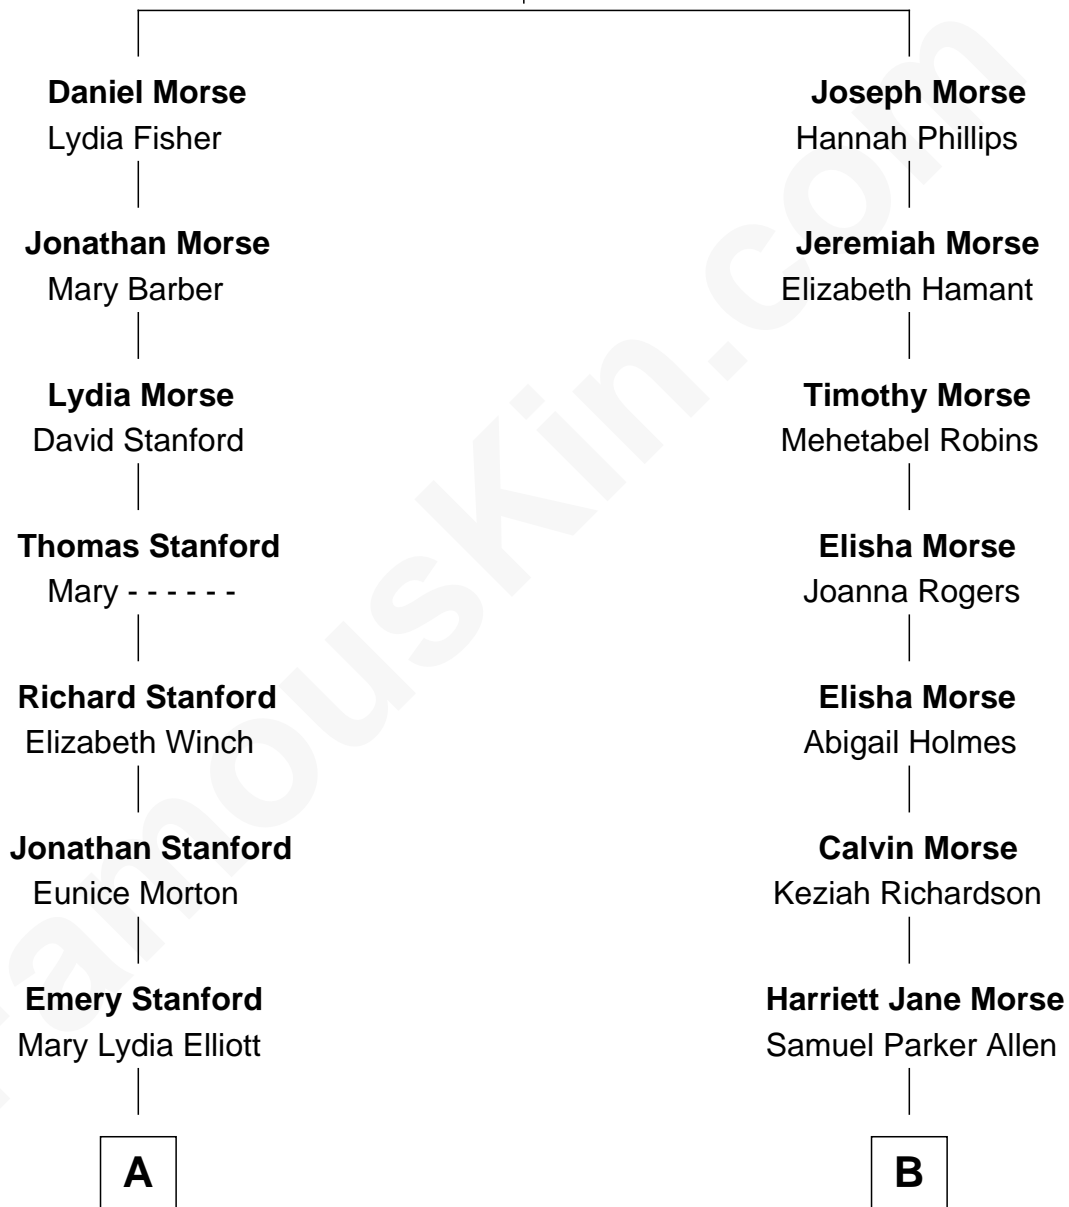 Daniel Morse
Lydia Fisher
Jonathan Morse
Mary Barber
Lydia Morse
David Stanford
Thomas Stanford
Mary - - - - - -
Richard Stanford
Elizabeth Winch
Jonathan Stanford
Eunice Morton
Emery Stanford
Mary Lydia Elliott
A
Joseph Morse
Hannah Phillips
Jeremiah Morse
Elizabeth Hamant
Timothy Morse
Mehetabel Robins
Elisha Morse
Joanna Rogers
Elisha Morse
Abigail Holmes
Calvin Morse
Keziah Richardson
Harriett Jane Morse
Samuel Parker Allen
B
FamousKin.com